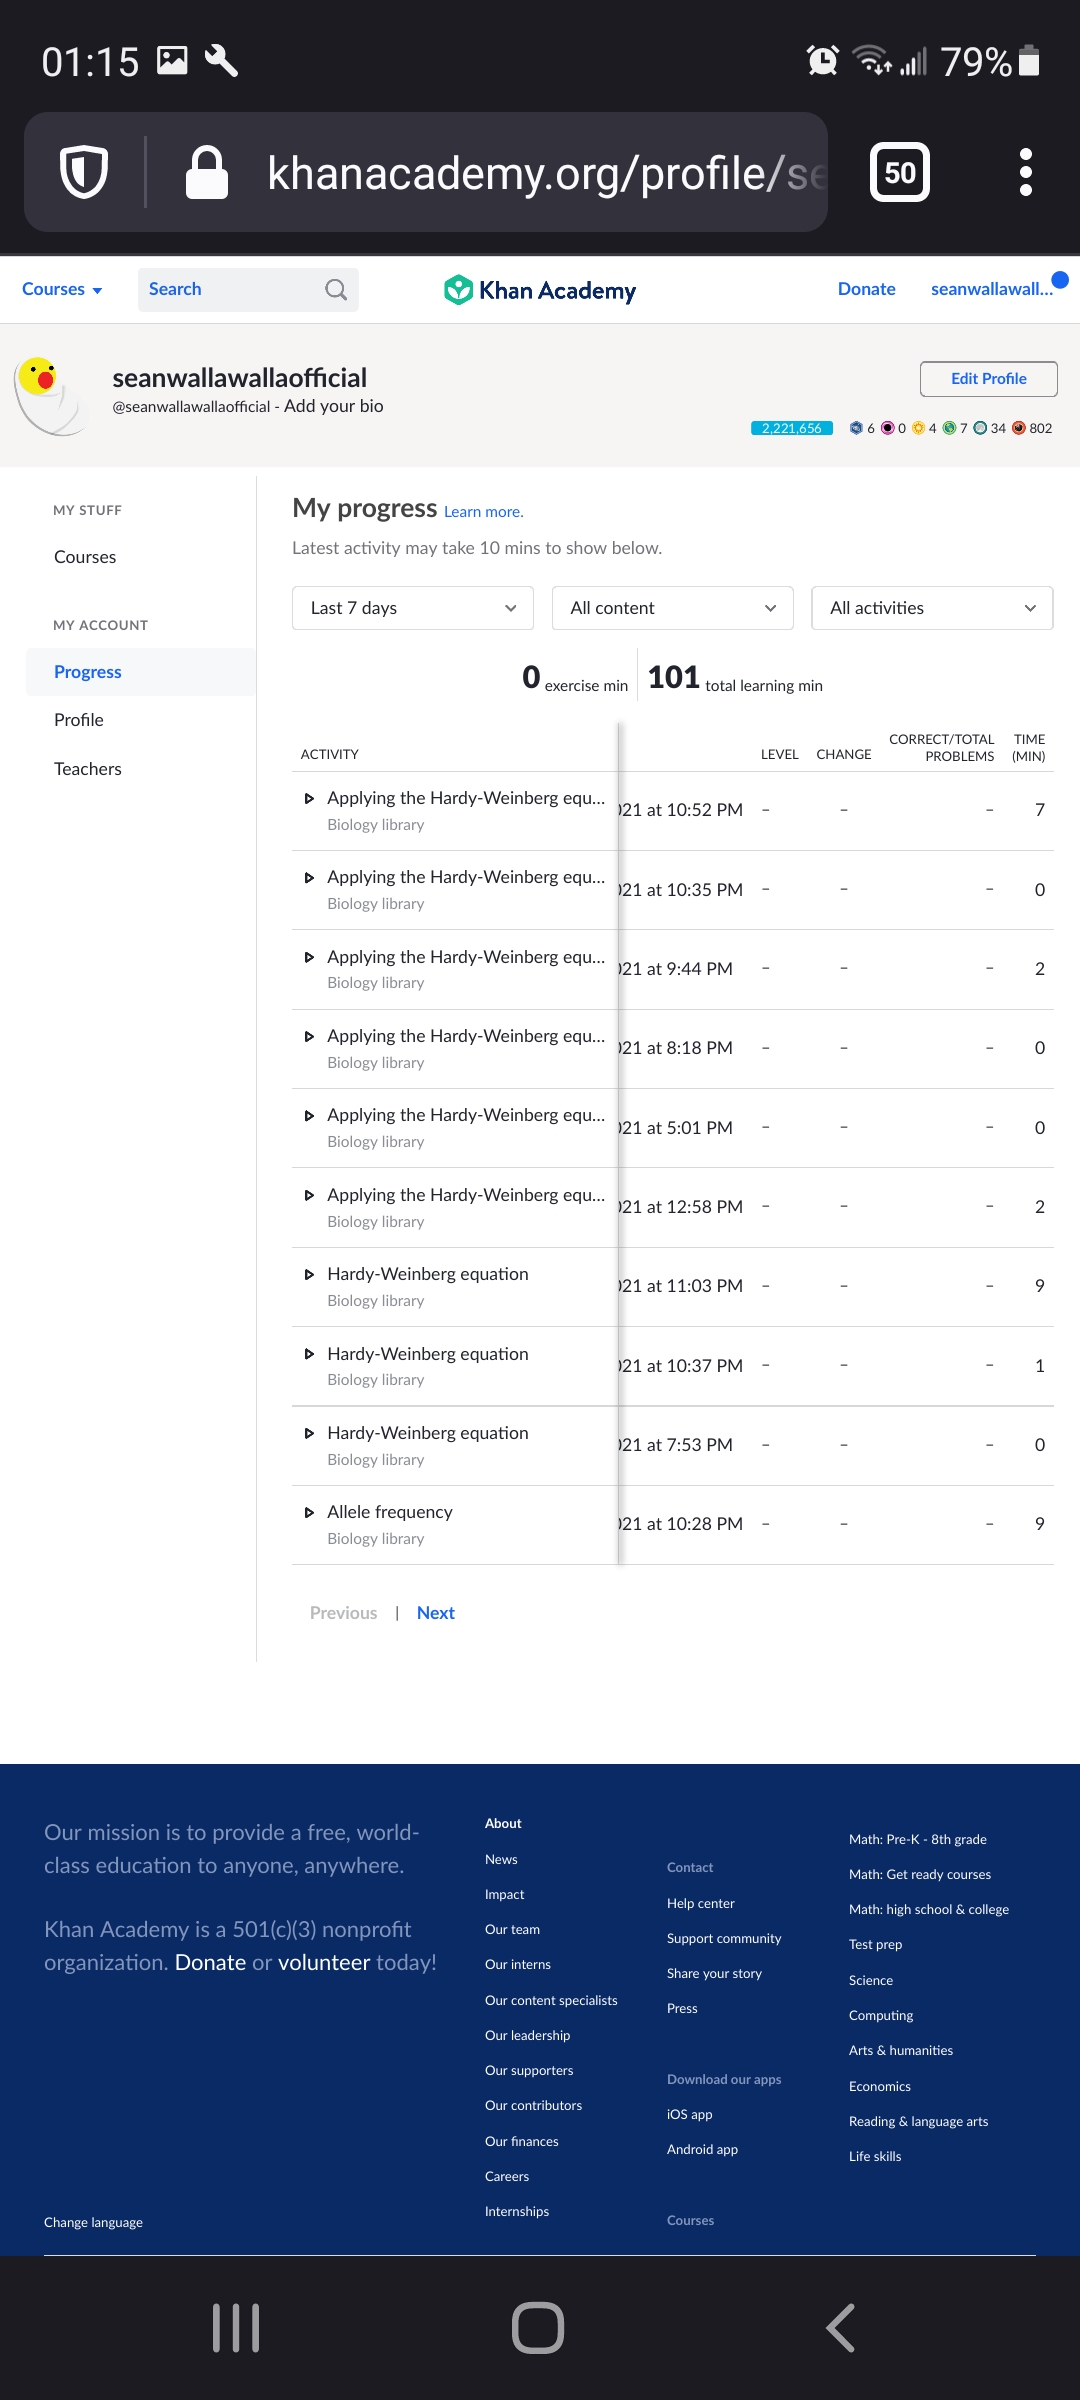 01:15 79%
khanacademy.org/profile/se
50
Courses Search Khan Academy Donate seanwallawall...
seanwallawallaofficial
@seanwallawallaofficial - Add your bio
Edit Profile
2,221,656 6 0 4 7 34 802
MY STUFF
Courses
MY ACCOUNT
Progress
Profile
Teachers
My progress Learn more.
Latest activity may take 10 mins to show below.
Last 7 days All content All activities
0 exercise min 101 total learning min
ACTIVITY LEVEL CHANGE CORRECT/TOTAL PROBLEMS TIME (MIN)
Applying the Hardy-Weinberg equ... 021 at 10:52 PM – – – 7
Biology library
Applying the Hardy-Weinberg equ... 021 at 10:35 PM – – – 0
Biology library
Applying the Hardy-Weinberg equ... 021 at 9:44 PM – – – 2
Biology library
Applying the Hardy-Weinberg equ... 021 at 8:18 PM – – – 0
Biology library
Applying the Hardy-Weinberg equ... 021 at 5:01 PM – – – 0
Biology library
Applying the Hardy-Weinberg equ... 021 at 12:58 PM – – – 2
Biology library
Hardy-Weinberg equation 021 at 11:03 PM – – – 9
Biology library
Hardy-Weinberg equation 021 at 10:37 PM – – – 1
Biology library
Hardy-Weinberg equation 021 at 7:53 PM – – – 0
Biology library
Allele frequency 021 at 10:28 PM – – – 9
Biology library
Previous | Next
Our mission is to provide a free, world-
class education to anyone, anywhere.
Khan Academy is a 501(c)(3) nonprofit
organization. Donate or volunteer today!
Change language
About
News
Impact
Our team
Our interns
Our content specialists
Our leadership
Our supporters
Our contributors
Our finances
Careers
Internships
Contact
Help center
Support community
Share your story
Press
Download our apps
iOS app
Android app
Courses
Math: Pre-K - 8th grade
Math: Get ready courses
Math: high school & college
Test prep
Science
Computing
Arts & humanities
Economics
Reading & language arts
Life skills